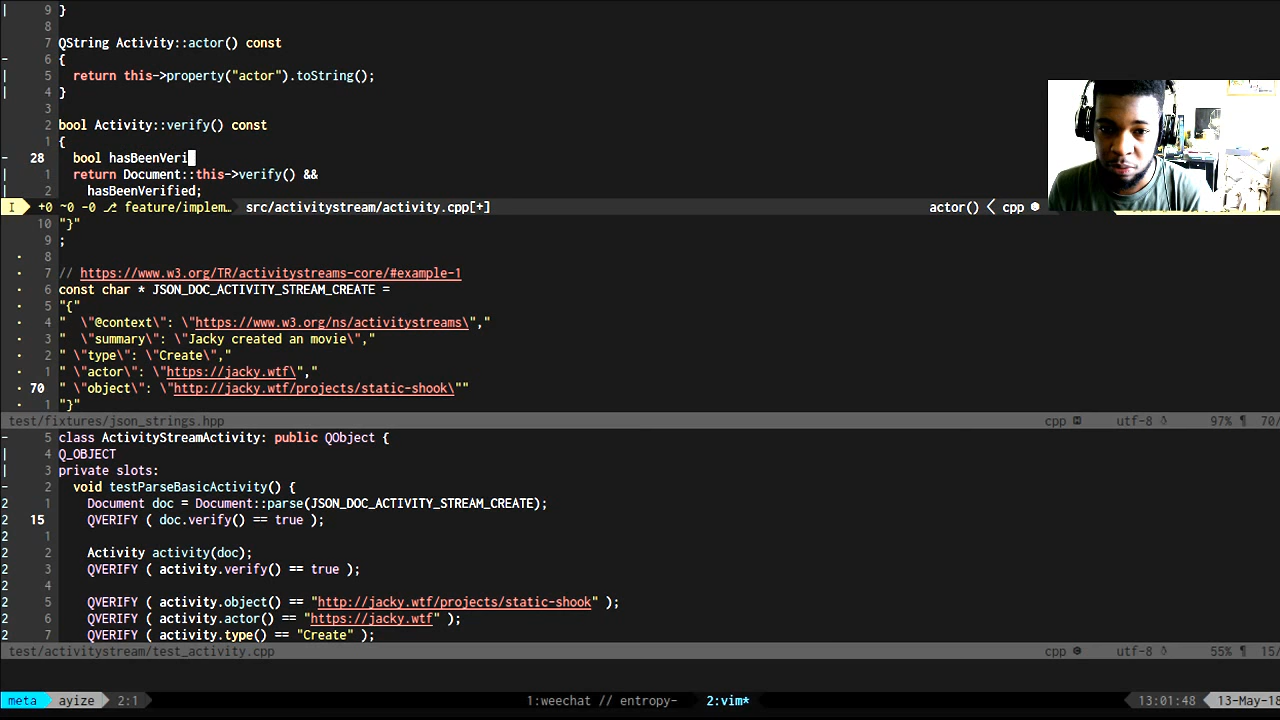 | 9 }
8
7 QString Activity::actor() const
- 6 {
| 5 return this->property("actor").toString();
| 4 }
3
2 bool Activity::verify() const
1 {
- 28 bool hasBeenVeri
| 1 return Document::this->verify() &&
| 2 hasBeenVerified;
I +0 ~0 -0 feature/implem… src/activitystream/activity.cpp[+] actor() cpp
10 "}"
9 ;
· 8
· 7 // https://www.w3.org/TR/activitystreams-core/#example-1
· 6 const char * JSON_DOC_ACTIVITY_STREAM_CREATE =
· 5 "{"
· 4 " \"@context\": \"https://www.w3.org/ns/activitystreams\","
· 3 " \"summary\": \"Jacky created an movie\","
· 2 " \"type\": \"Create\","
· 1 " \"actor\": \"https://jacky.wtf\","
· 70 " \"object\": \"http://jacky.wtf/projects/static-shook\""
· 1 "}"
test/fixtures/json_strings.hpp cpp utf-8 97% ¶ 70/
- 5 class ActivityStreamActivity: public QObject {
| 4 Q_OBJECT
| 3 private slots:
- 2 void testParseBasicActivity() {
2 1 Document doc = Document::parse(JSON_DOC_ACTIVITY_STREAM_CREATE);
2 15 QVERIFY ( doc.verify() == true );
2 1
2 2 Activity activity(doc);
2 3 QVERIFY ( activity.verify() == true );
2 4
2 5 QVERIFY ( activity.object() == "http://jacky.wtf/projects/static-shook" );
2 6 QVERIFY ( activity.actor() == "https://jacky.wtf" );
2 7 QVERIFY ( activity.type() == "Create" );
test/activitystream/test_activity.cpp cpp utf-8 55% ¶ 15/
meta ayize 2:1 1:weechat // entropy- 2:vim* 13:01:48 13-May-18